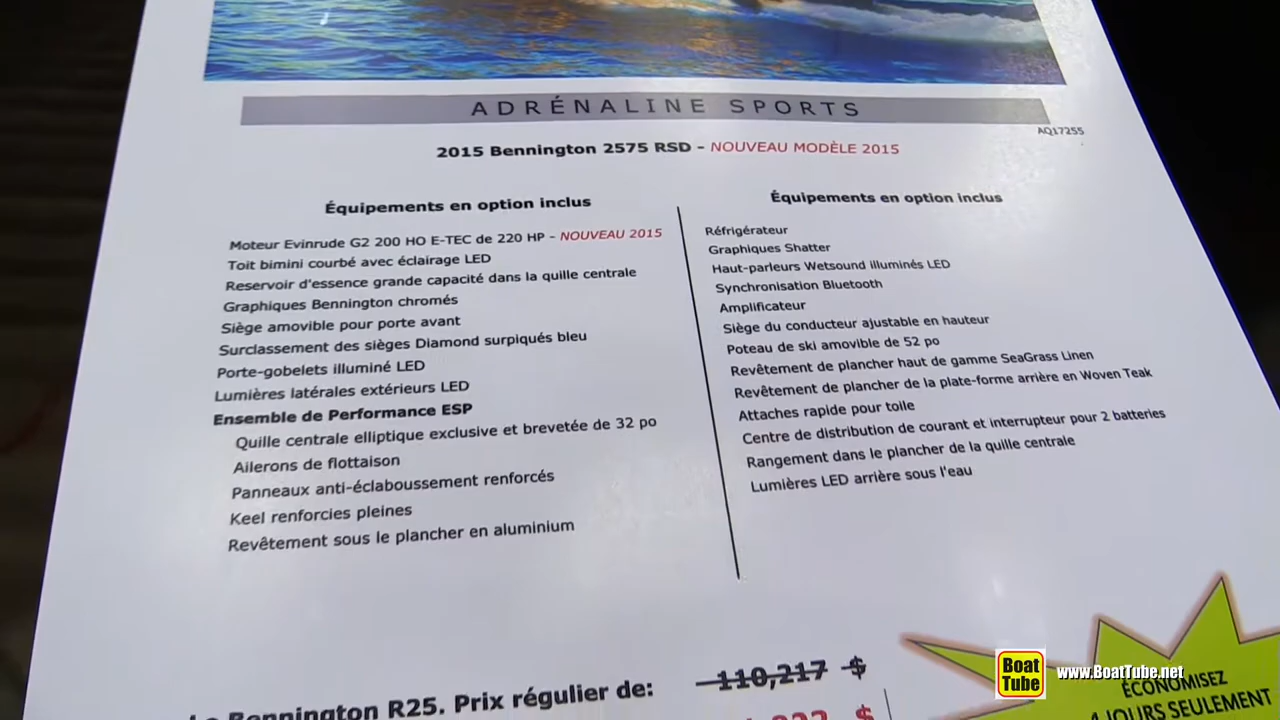 ADRÉNALINE SPORTS
AQ17255
2015 Bennington 2575 RSD - NOUVEAU MODÈLE 2015
Équipements en option inclus
Moteur Evinrude G2 200 HO E-TEC de 220 HP - NOUVEAU 2015
Toit bimini courbé avec éclairage LED
Reservoir d'essence grande capacité dans la quille centrale
Graphiques Bennington chromés
Siège amovible pour porte avant
Surclassement des sièges Diamond surpiqués bleu
Porte-gobelets illuminé LED
Lumières latérales extérieurs LED
Ensemble de Performance ESP
Quille centrale elliptique exclusive et brevetée de 32 po
Ailerons de flottaison
Panneaux anti-éclaboussement renforcés
Keel renforcies pleines
Revêtement sous le plancher en aluminium
Équipements en option inclus
Réfrigérateur
Graphiques Shatter
Haut-parleurs Wetsound illuminés LED
Synchronisation Bluetooth
Amplificateur
Siège du conducteur ajustable en hauteur
Poteau de ski amovible de 52 po
Revêtement de plancher haut de gamme SeaGrass Linen
Revêtement de plancher de la plate-forme arrière en Woven Teak
Attaches rapide pour toile
Centre de distribution de courant et interrupteur pour 2 batteries
Rangement dans le plancher de la quille centrale
Lumières LED arrière sous l'eau
Bennington R25. Prix régulier de: 110,217 $
$
ÉCONOMISEZ
4 JOURS SEULEMENT
Boat
Tube
www.BoatTube.net